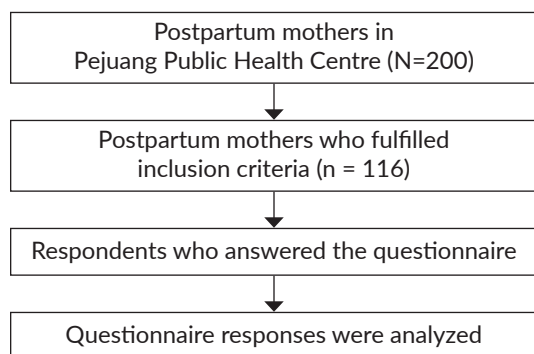 Postpartum mothers in
Pejuang Public Health Centre (N=200)
Postpartum mothers who fulfilled
inclusion criteria (n = 116)
Respondents who answered the questionnaire
Questionnaire responses were analyzed